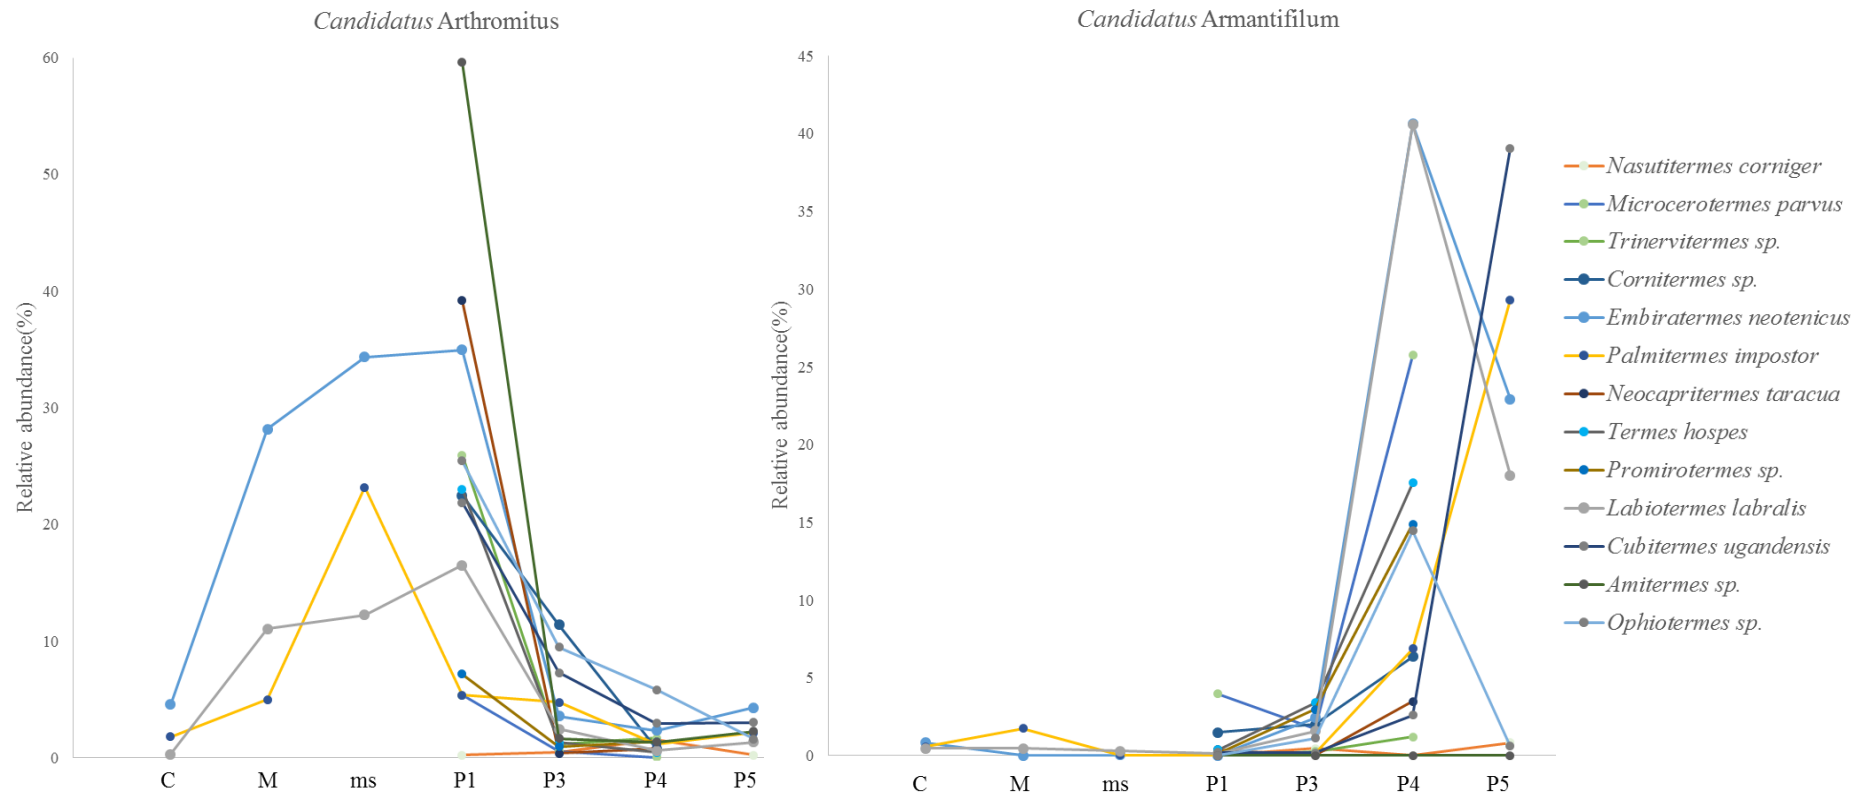 Candidatus Arthromitus
Relative abundance(%)
60
50
40
30
20
10
0
C M ms P1 P3 P4 P5
Candidatus Armantifilum
Relative abundance(%)
45
40
35
30
25
20
15
10
5
0
C M ms P1 P3 P4 P5
Nasutitermes corniger
Microcerotermes parvus
Trinervitermes sp.
Cornitermes sp.
Embiratermes neotenicus
Palmitermes impostor
Neocapritermes taracua
Termes hospes
Promirotermes sp.
Labiotermes labralis
Cubitermes ugandensis
Amitermes sp.
Ophiotermes sp.